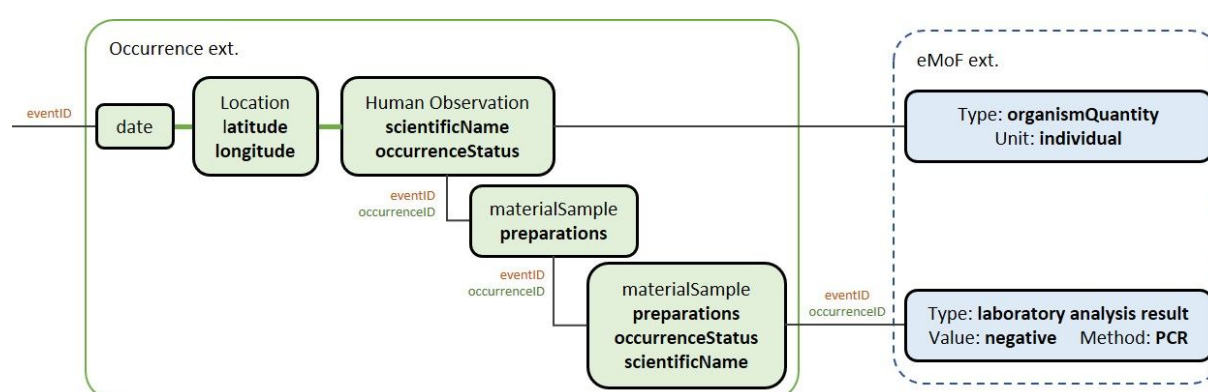 Occurrence ext.
eventID
date
Location
latitude
longitude
Human Observation
scientificName
occurrenceStatus
eventID
occurrenceID
materialSample
preparations
eventID
occurrenceID
materialSample
preparations
occurrenceStatus
scientificName
eventID
occurrenceID
eMoF ext.
Type: organismQuantity
Unit: individual
Type: laboratory analysis result
Value: negative Method: PCR